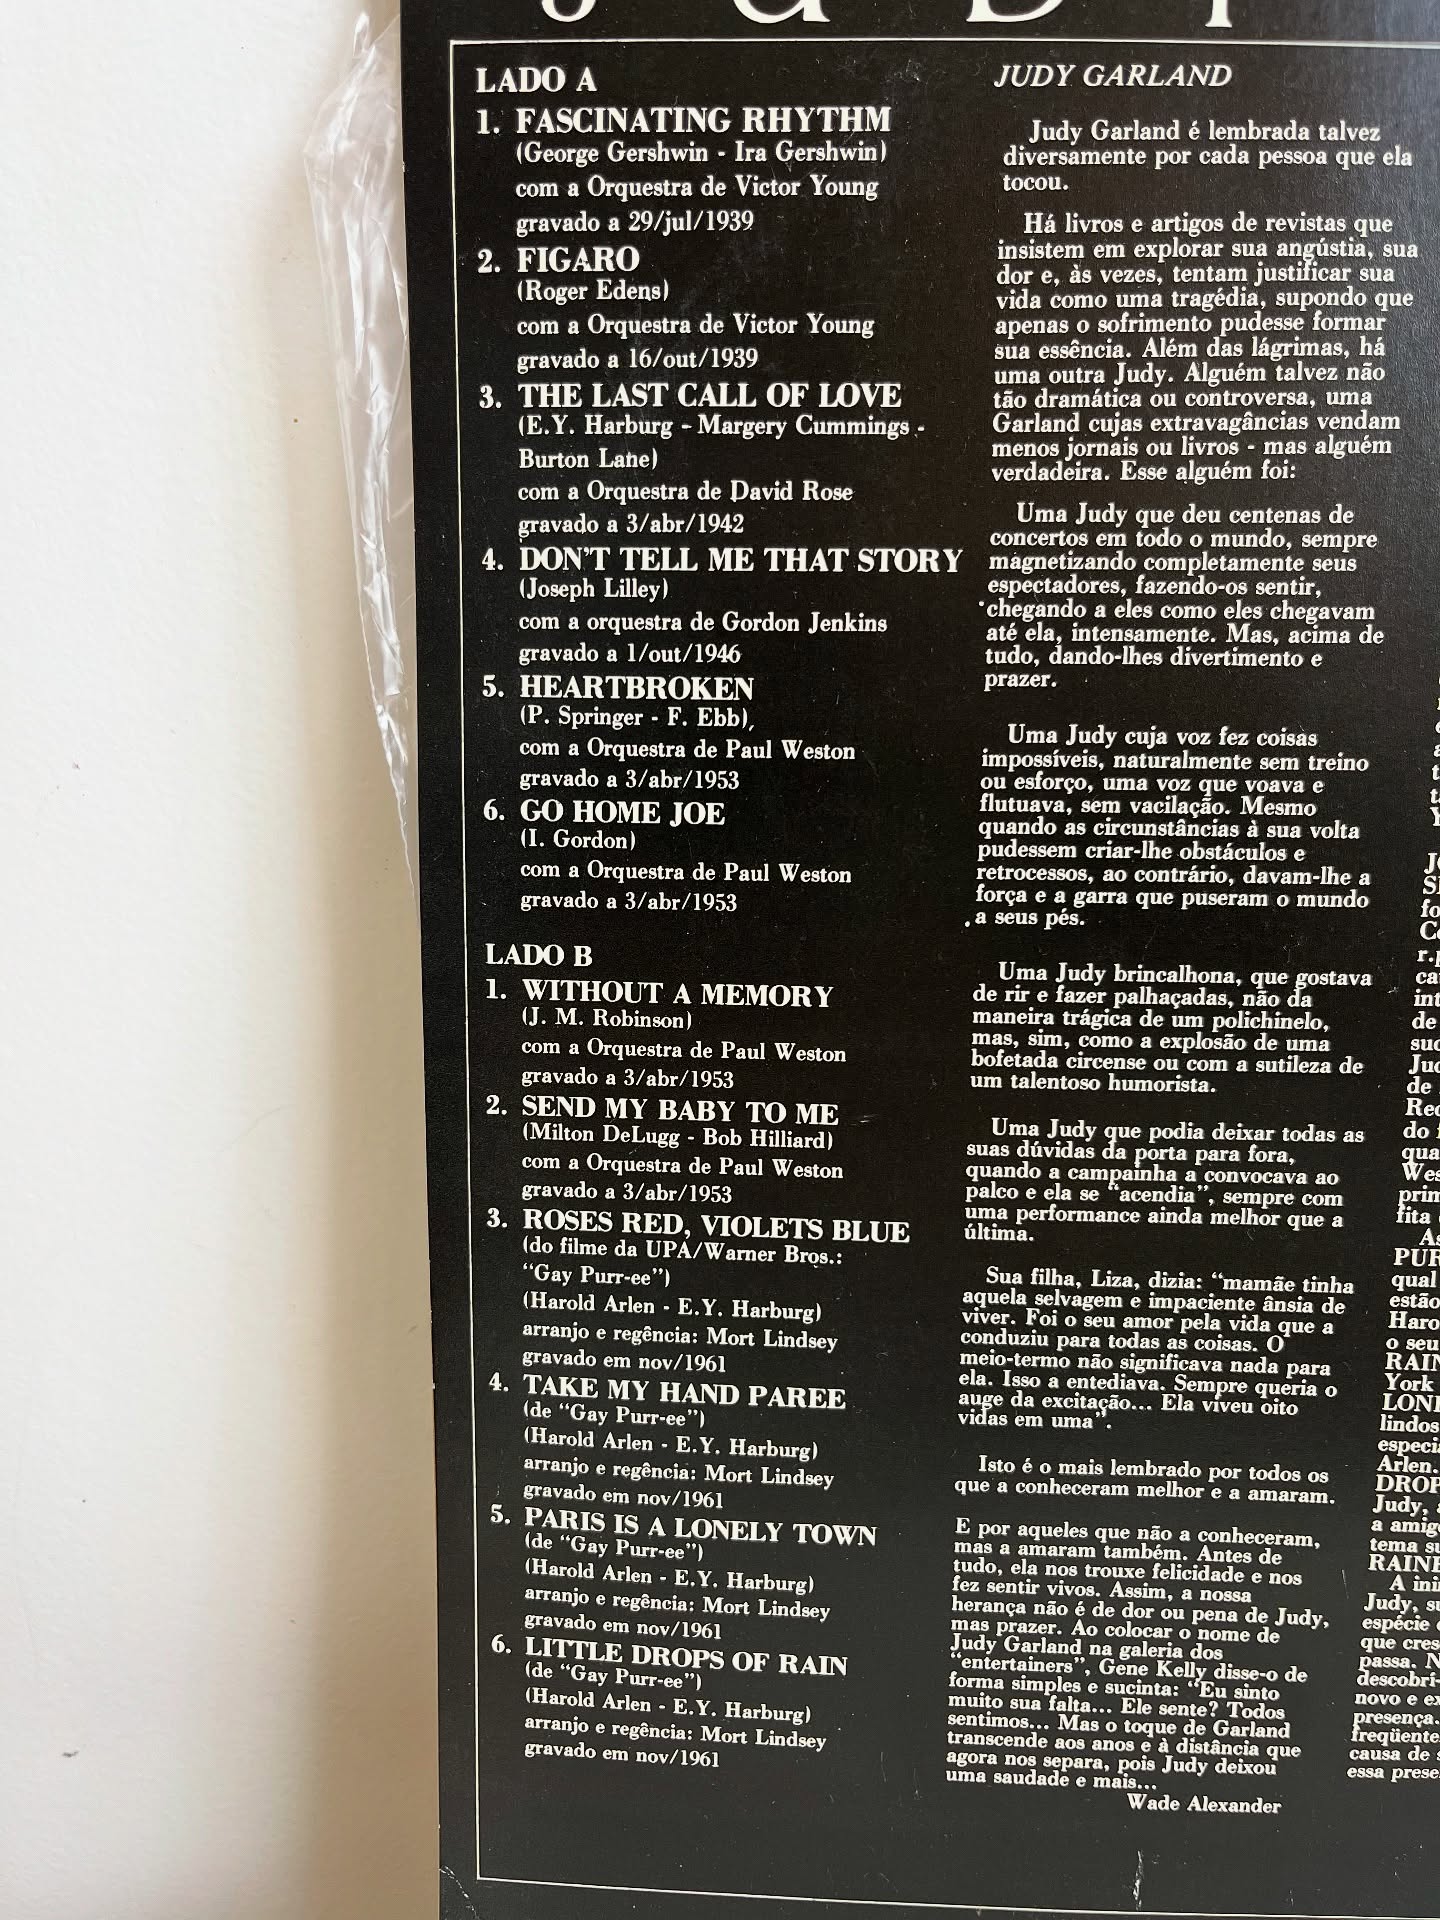 JUDY
LADO A
1. FASCINATING RHYTHM
(George Gershwin - Ira Gershwin)
com a Orquestra de Victor Young
gravado a 29/jul/1939
2. FIGARO
(Roger Edens)
com a Orquestra de Victor Young
gravado a 16/out/1939
3. THE LAST CALL OF LOVE
(E.Y. Harburg - Margery Cummings -
Burton Lane)
com a Orquestra de David Rose
gravado a 3/abr/1942
4. DON'T TELL ME THAT STORY
(Joseph Lilley)
com a orquestra de Gordon Jenkins
gravado a 1/out/1946
5. HEARTBROKEN
(P. Springer - F. Ebb)
com a Orquestra de Paul Weston
gravado a 3/abr/1953
6. GO HOME JOE
(I. Gordon)
com a Orquestra de Paul Weston
gravado a 3/abr/1953
LADO B
1. WITHOUT A MEMORY
(J. M. Robinson)
com a Orquestra de Paul Weston
gravado a 3/abr/1953
2. SEND MY BABY TO ME
(Milton DeLugg - Bob Hilliard)
com a Orquestra de Paul Weston
gravado a 3/abr/1953
3. ROSES RED, VIOLETS BLUE
(do filme da UPA/Warner Bros.:
"Gay Purr-ee")
(Harold Arlen - E.Y. Harburg)
arranjo e regência: Mort Lindsey
gravado em nov/1961
4. TAKE MY HAND PAREE
(de "Gay Purr-ee")
(Harold Arlen - E.Y. Harburg)
arranjo e regência: Mort Lindsey
gravado em nov/1961
5. PARIS IS A LONELY TOWN
(de "Gay Purr-ee")
(Harold Arlen - E.Y. Harburg)
arranjo e regência: Mort Lindsey
gravado em nov/1961
6. LITTLE DROPS OF RAIN
(de "Gay Purr-ee")
(Harold Arlen - E.Y. Harburg)
arranjo e regência: Mort Lindsey
gravado em nov/1961
JUDY GARLAND
Judy Garland é lembrada talvez
diversamente por cada pessoa que ela
tocou.
Há livros e artigos de revistas que
insistem em explorar sua angústia, sua
dor e, às vezes, tentam justificar sua
vida como uma tragédia, supondo que
apenas o sofrimento pudesse formar
sua essência. Além das lágrimas, há
uma outra Judy. Alguém talvez não
tão dramática ou controversa, uma
Garland cujas extravagâncias vendam
menos jornais ou livros - mas alguém
verdadeira. Esse alguém foi:
Uma Judy que deu centenas de
concertos em todo o mundo, sempre
magnetizando completamente seus
espectadores, fazendo-os sentir,
chegando a eles como eles chegavam
até ela, intensamente. Mas, acima de
tudo, dando-lhes divertimento e
prazer.
Uma Judy cuja voz fez coisas
impossíveis, naturalmente sem treino
ou esforço, uma voz que voava e
flutuava, sem vacilação. Mesmo
quando as circunstâncias à sua volta
pudessem criar-lhe obstáculos e
retrocessos, ao contrário, davam-lhe a
força e a garra que puseram o mundo
a seus pés.
Uma Judy brincalhona, que gostava
de rir e fazer palhaçadas, não da
maneira trágica de um polichinelo,
mas, sim, como a explosão de uma
bofetada circense ou com a sutileza de
um talentoso humorista.
Uma Judy que podia deixar todas as
suas dúvidas da porta para fora,
quando a campainha a convocava ao
palco e ela se "acendia", sempre com
uma performance ainda melhor que a
última.
Sua filha, Liza, dizia: "mamãe tinha
aquela selvagem e impaciente ânsia de
viver. Foi o seu amor pela vida que a
conduziu para todas as coisas. O
meio-termo não significava nada para
ela. Isso a entediava. Sempre queria o
auge da excitação... Ela viveu oito
vidas em uma".
Isto é o mais lembrado por todos os
que a conheceram melhor e a amaram.
E por aqueles que não a conheceram,
mas a amaram também. Antes de
tudo, ela nos trouxe felicidade e nos
fez sentir vivos. Assim, a nossa
herança não é de dor ou pena de Judy,
mas prazer. Ao colocar o nome de
Judy Garland na galeria dos
"entertainers", Gene Kelly disse-o de
forma simples e sucinta: "Eu sinto
muito sua falta... Ele sente? Todos
sentimos... Mas o toque de Garland
transcende aos anos e à distância que
agora nos separa, pois Judy deixou
uma saudade e mais...
Wade Alexander